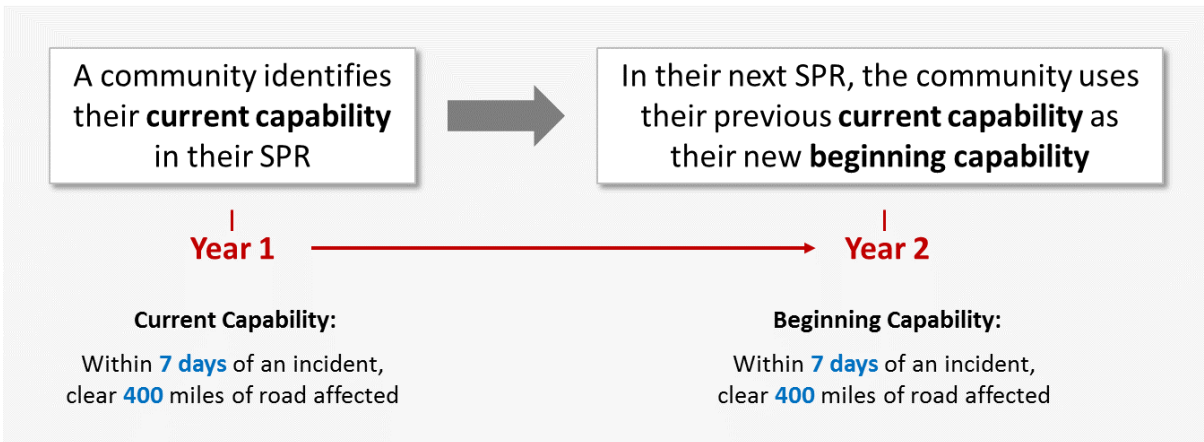 A community identifies
their current capability
in their SPR
In their next SPR, the community uses
their previous current capability as
their new beginning capability
Year 1
Year 2
Current Capability:
Within 7 days of an incident,
clear 400 miles of road affected
Beginning Capability:
Within 7 days of an incident,
clear 400 miles of road affected